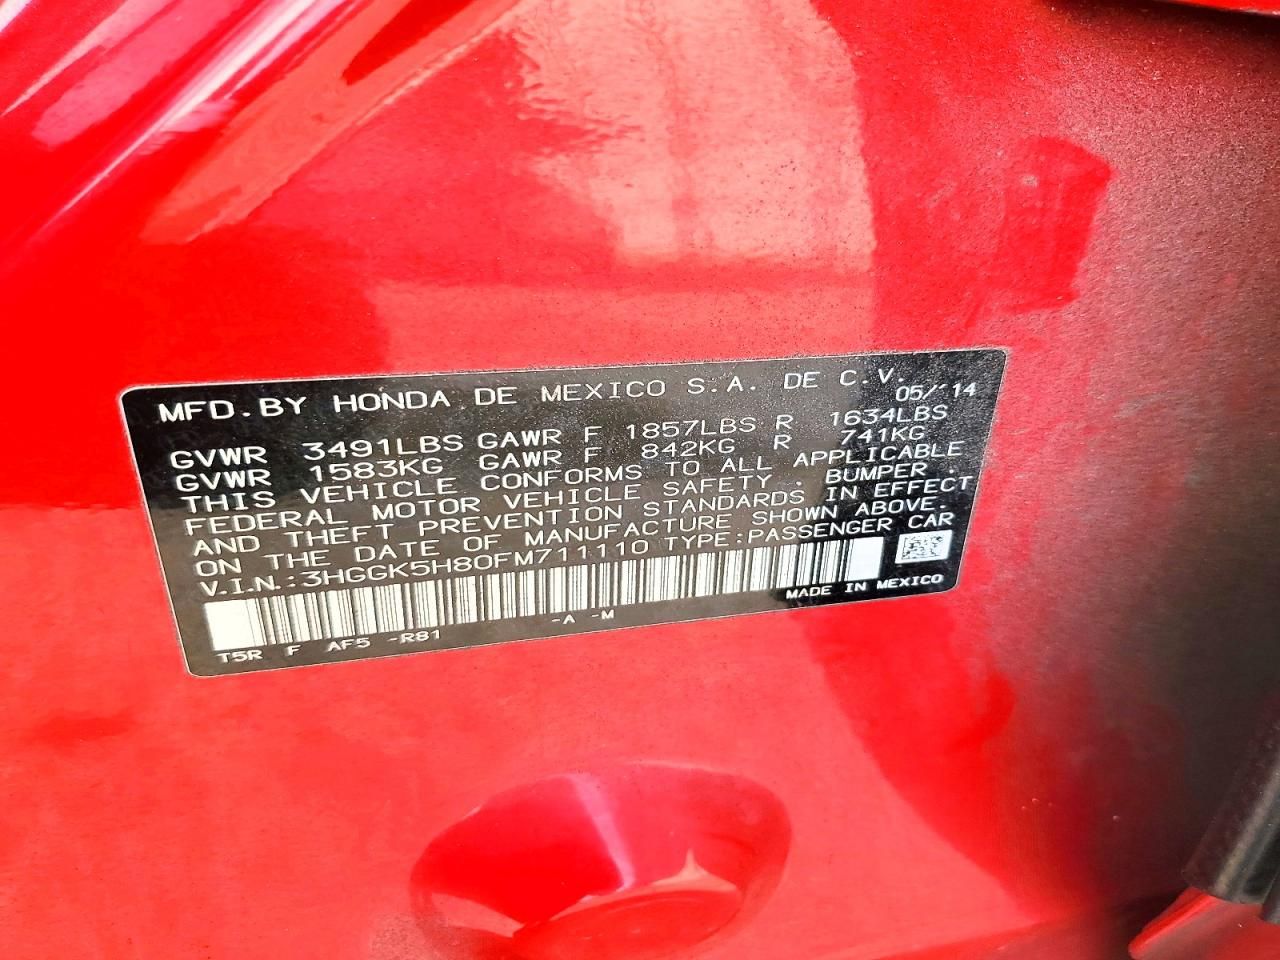 MFD.BY HONDA DE MEXICO S.A. DE C.V.
05/'14
GVWR 3491LBS GAWR F 1857LBS R 1634LBS
GVWR 1583KG GAWR F 842KG R 741KG
THIS VEHICLE CONFORMS TO ALL APPLICABLE
FEDERAL MOTOR VEHICLE SAFETY, BUMPER,
AND THEFT PREVENTION STANDARDS IN EFFECT
ON THE DATE OF MANUFACTURE SHOWN ABOVE.
V.I.N.:3HGGK5H80FM711110 TYPE:PASSENGER CAR
MADE IN MEXICO
T5R F AF5 -R81 -A -M